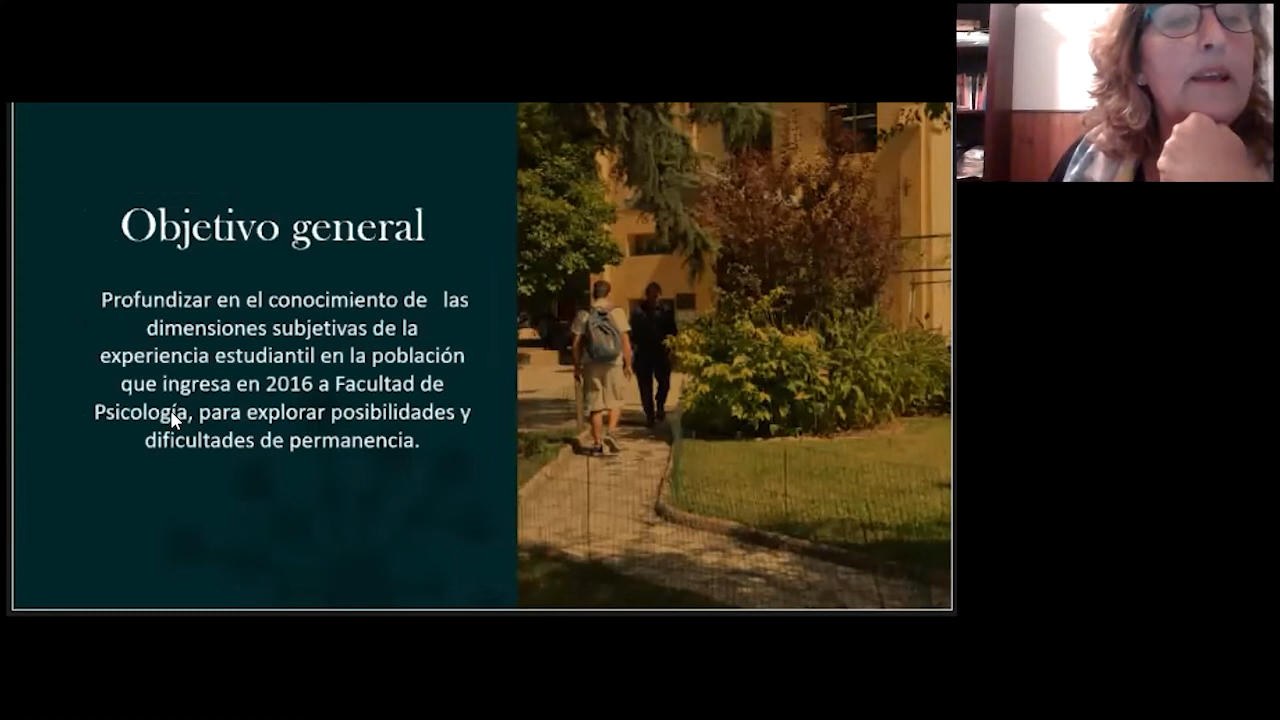 Objetivo general
Profundizar en el conocimiento de las
dimensiones subjetivas de la
experiencia estudiantil en la población
que ingresa en 2016 a Facultad de
Psicología, para explorar posibilidades y
dificultades de permanencia.